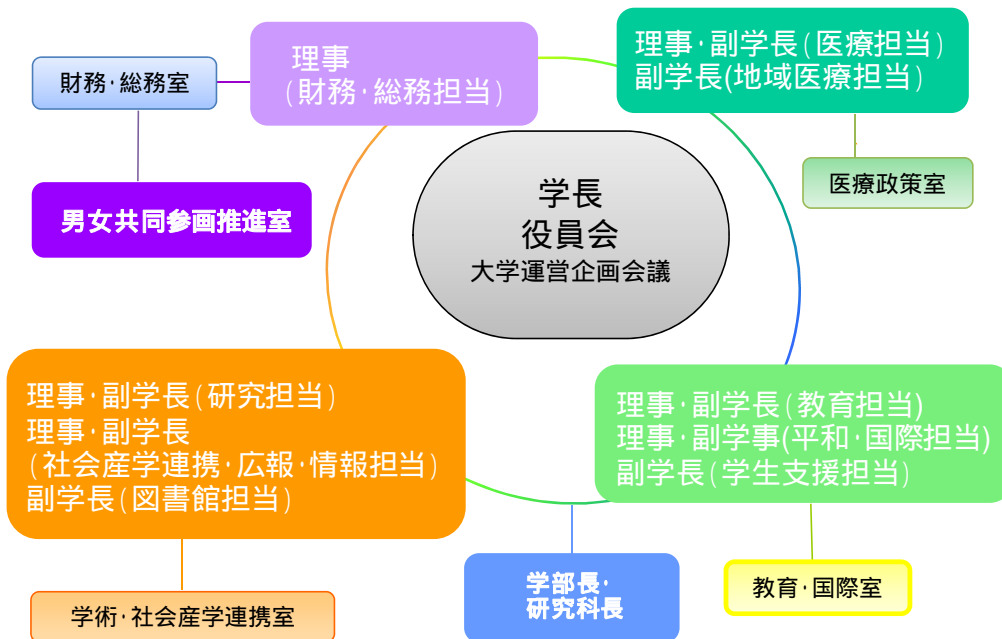 理事
(財務･総務担当)
理事･副学長(医療担当)
副学長(地域医療担当)
財務･総務室
医療政策室
男女共同参画推進室
学長
役員会
大学運営企画会議
理事･副学長(研究担当)
理事･副学長
(社会産学連携･広報･情報担当)
副学長(図書館担当)
理事･副学長(教育担当)
理事･副学事(平和･国際担当)
副学長(学生支援担当)
学部長･
研究科長
教育･国際室
学術･社会産学連携室